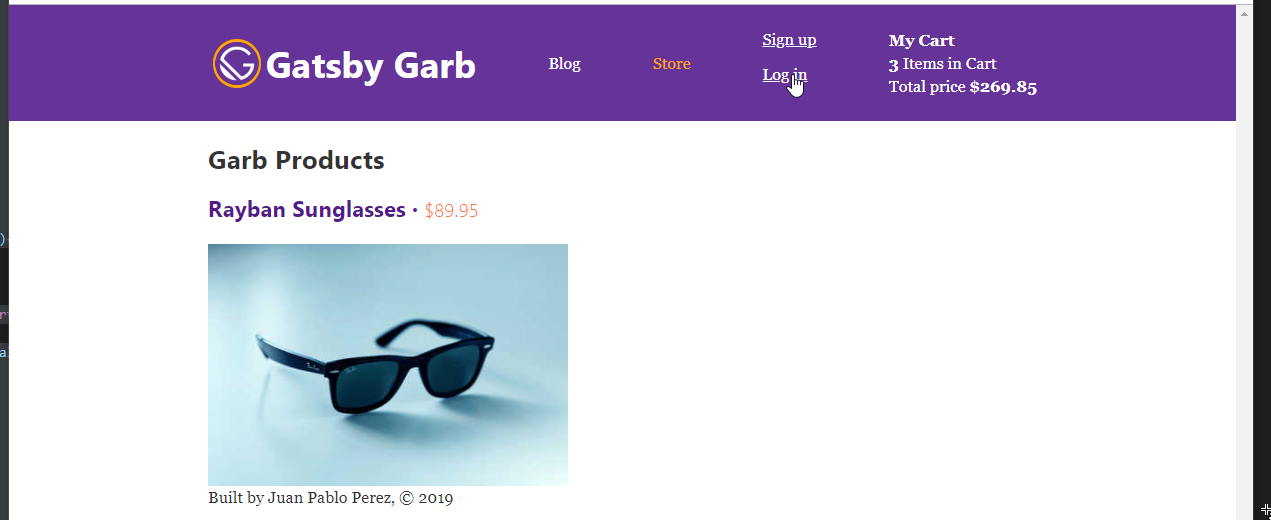 Gatsby Garb
Blog
Store
Sign up
Log in
My Cart
3 Items in Cart
Total price $269.85
Garb Products
Rayban Sunglasses · $89.95
Built by Juan Pablo Perez, © 2019